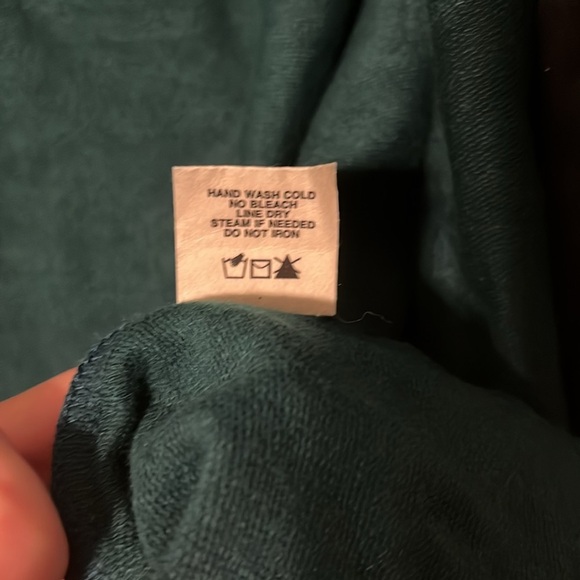 HAND WASH COLD
NO BLEACH
LINE DRY
STEAM IF NEEDED
DO NOT IRON